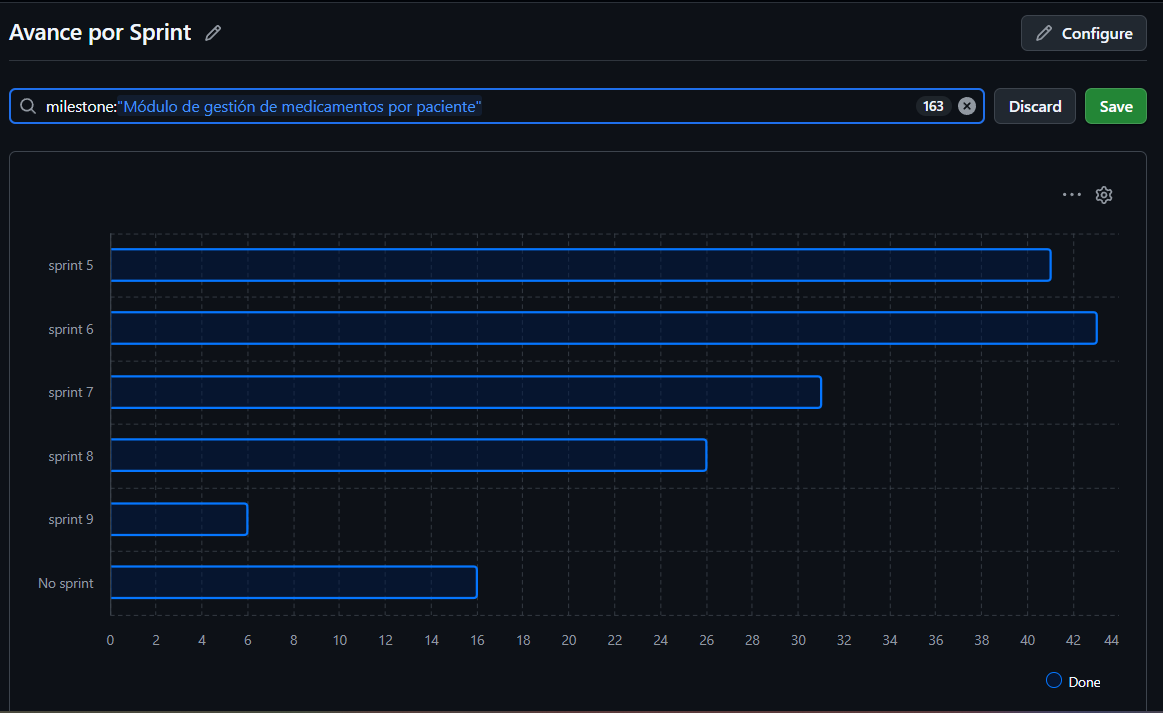 Avance por Sprint
Configure
milestone:"Módulo de gestión de medicamentos por paciente"
163
Discard
Save
sprint 5
sprint 6
sprint 7
sprint 8
sprint 9
No sprint
0 2 4 6 8 10 12 14 16 18 20 22 24 26 28 30 32 34 36 38 40 42 44
Done